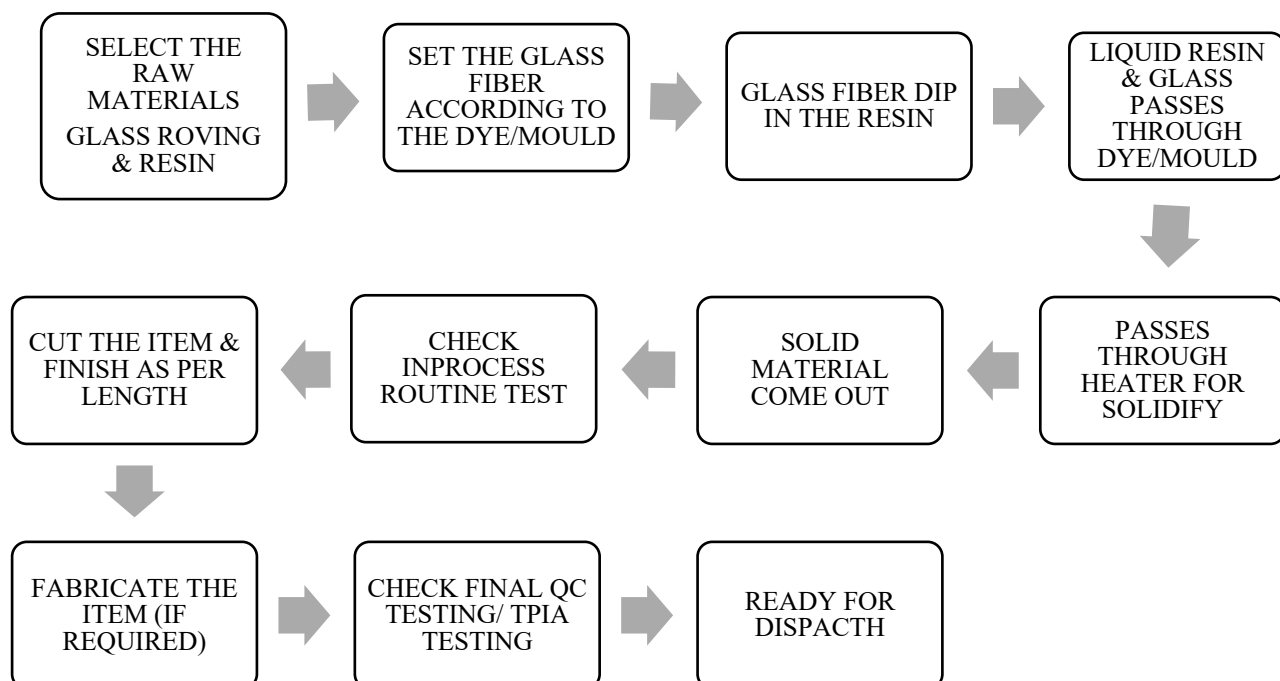 SELECT THE
RAW
MATERIALS
GLASS ROVING
& RESIN
SET THE GLASS
FIBER
ACCORDING TO
THE DYE/MOULD
GLASS FIBER DIP
IN THE RESIN
LIQUID RESIN
& GLASS
PASSES
THROUGH
DYE/MOULD
PASSES
THROUGH
HEATER FOR
SOLIDIFY
SOLID
MATERIAL
COME OUT
CHECK
INPROCESS
ROUTINE TEST
CUT THE ITEM &
FINISH AS PER
LENGTH
FABRICATE THE
ITEM (IF
REQUIRED)
CHECK FINAL QC
TESTING/ TPIA
TESTING
READY FOR
DISPACTH